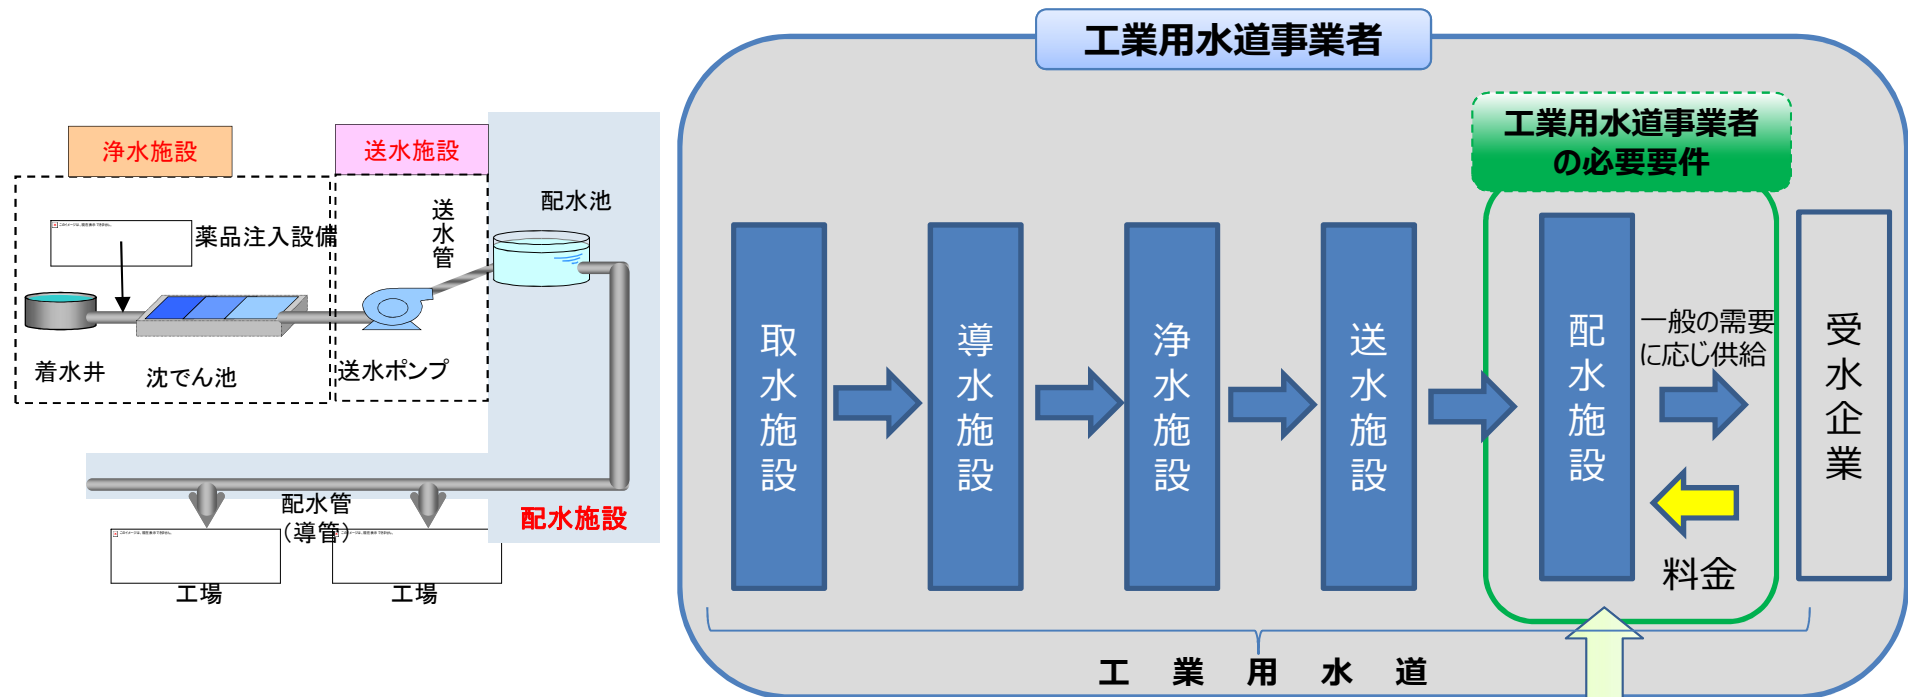 浄水施設
送水施設
薬品注入設備
送水管
配水池
着水井
沈でん池
送水ポンプ
配水管
(導管)
配水施設
工場
工場
工業用水道事業者
工業用水道事業者
の必要要件
取水施設
導水施設
浄水施設
送水施設
配水施設
一般の需要
に応じ供給
料金
受水企業
工業用水道